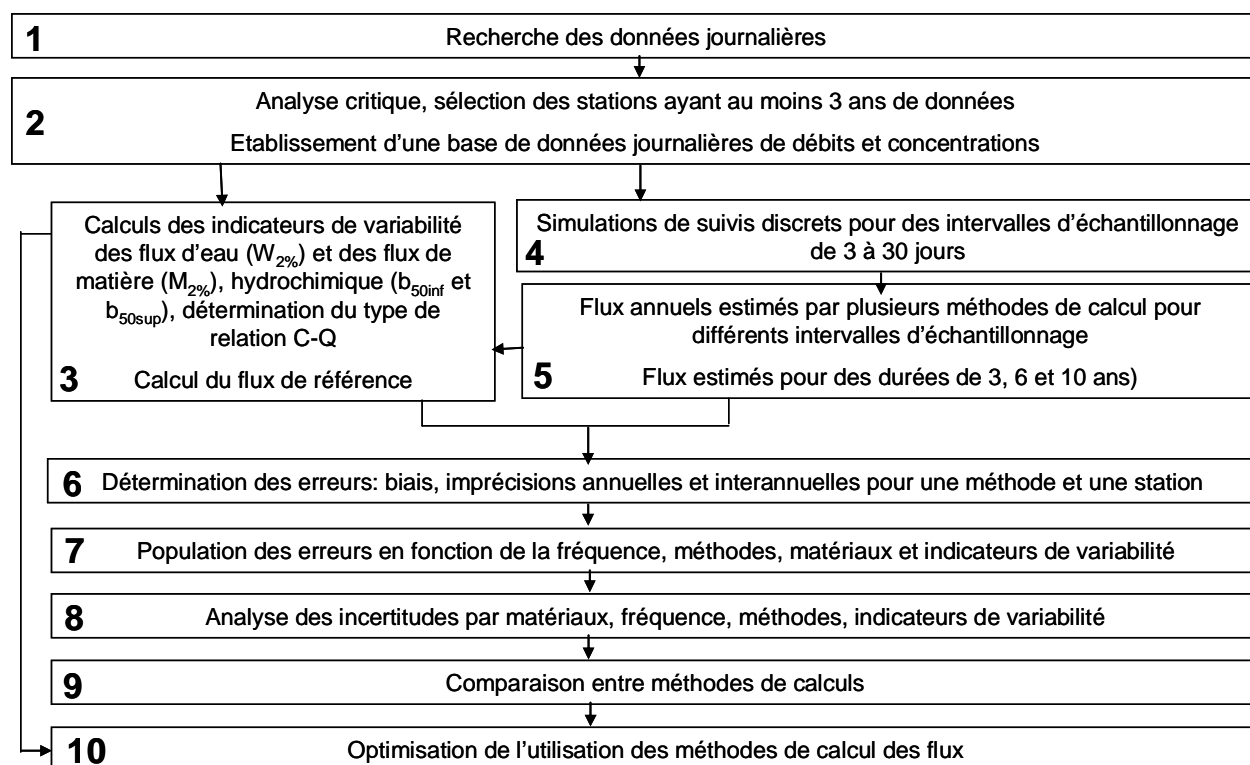 1
Recherche des données journalières
2
Analyse critique, sélection des stations ayant au moins 3 ans de données
Etablissement d'une base de données journalières de débits et concentrations
Calculs des indicateurs de variabilité
des flux d'eau (W2%) et des flux de
matière (M2%), hydrochimique (b50inf et
b50sup), détermination du type de
relation C-Q
3
Calcul du flux de référence
Simulations de suivis discrets pour des intervalles d'échantillonnage
4
de 3 à 30 jours
Flux annuels estimés par plusieurs méthodes de calcul pour
différents intervalles d'échantillonnage
5
Flux estimés pour des durées de 3, 6 et 10 ans)
6
Détermination des erreurs: biais, imprécisions annuelles et interannuelles pour une méthode et une station
7
Population des erreurs en fonction de la fréquence, méthodes, matériaux et indicateurs de variabilité
8
Analyse des incertitudes par matériaux, fréquence, méthodes, indicateurs de variabilité
9
Comparaison entre méthodes de calculs
10
Optimisation de l'utilisation des méthodes de calcul des flux